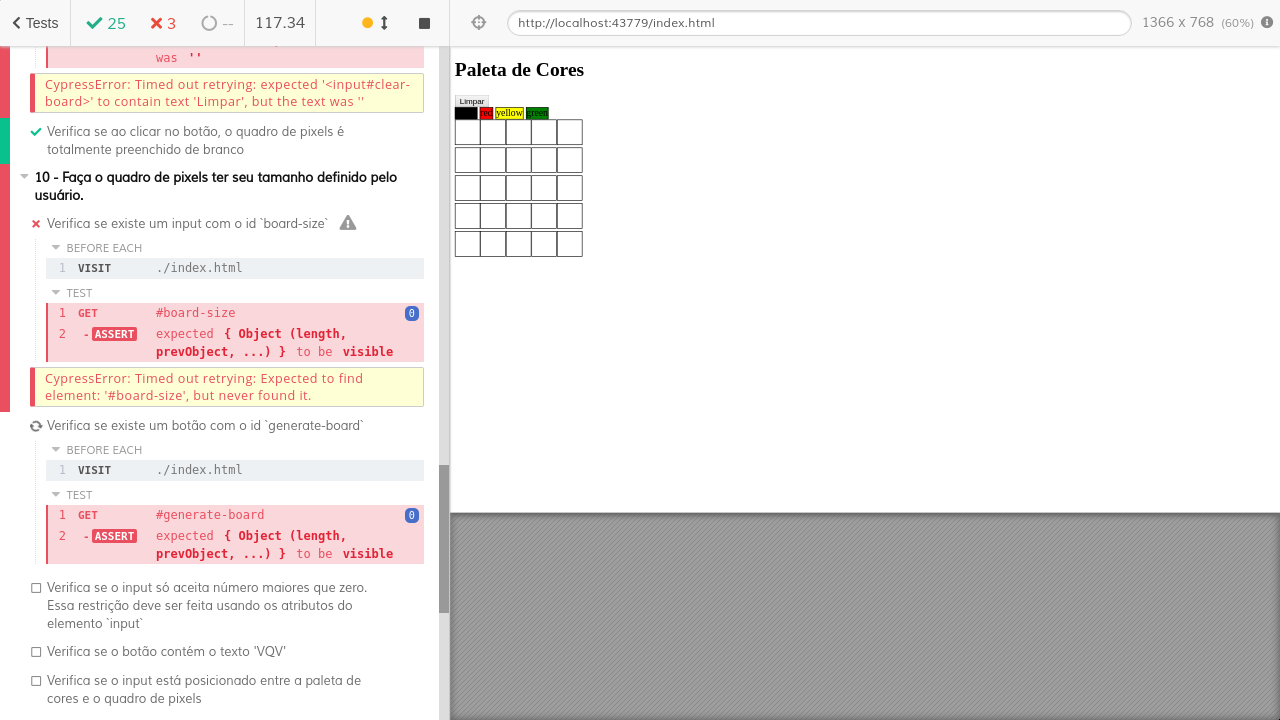 Tests
25
3
--
117.34
http://localhost:43779/index.html
1366 x 768 (60%)
was ''
CypressError: Timed out retrying: expected '<input#clear-
board>' to contain text 'Limpar', but the text was ''
Verifica se ao clicar no botão, o quadro de pixels é
totalmente preenchido de branco
10 - Faça o quadro de pixels ter seu tamanho definido pelo
usuário.
Verifica se existe um input com o id `board-size`
BEFORE EACH
1 VISIT ./index.html
TEST
1 GET #board-size 0
2 - ASSERT expected { Object (length,
prevObject, ...) } to be visible
CypressError: Timed out retrying: Expected to find
element: '#board-size', but never found it.
Verifica se existe um botão com o id `generate-board`
BEFORE EACH
1 VISIT ./index.html
TEST
1 GET #generate-board 0
2 - ASSERT expected { Object (length,
prevObject, ...) } to be visible
Verifica se o input só aceita número maiores que zero.
Essa restrição deve ser feita usando os atributos do
elemento `input`
Verifica se o botão contém o texto 'VQV'
Verifica se o input está posicionado entre a paleta de
cores e o quadro de pixels
Paleta de Cores
Limpar
red yellow green